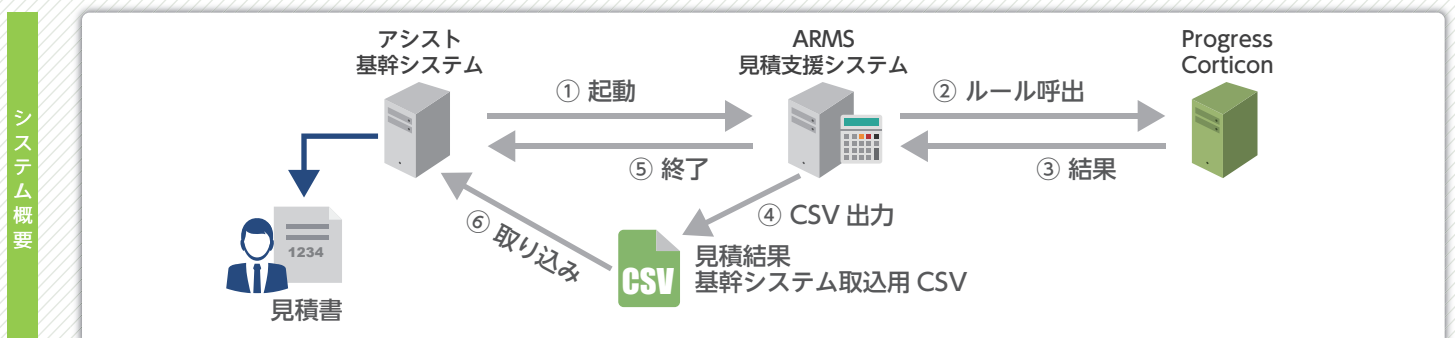 システム概要
アシスト
基幹システム
ARMS
見積支援システム
Progress
Corticon
① 起動
② ルール呼出
⑤ 終了
③ 結果
④ CSV 出力
⑥ 取り込み
1234
見積書
CSV
見積結果
基幹システム取込用 CSV